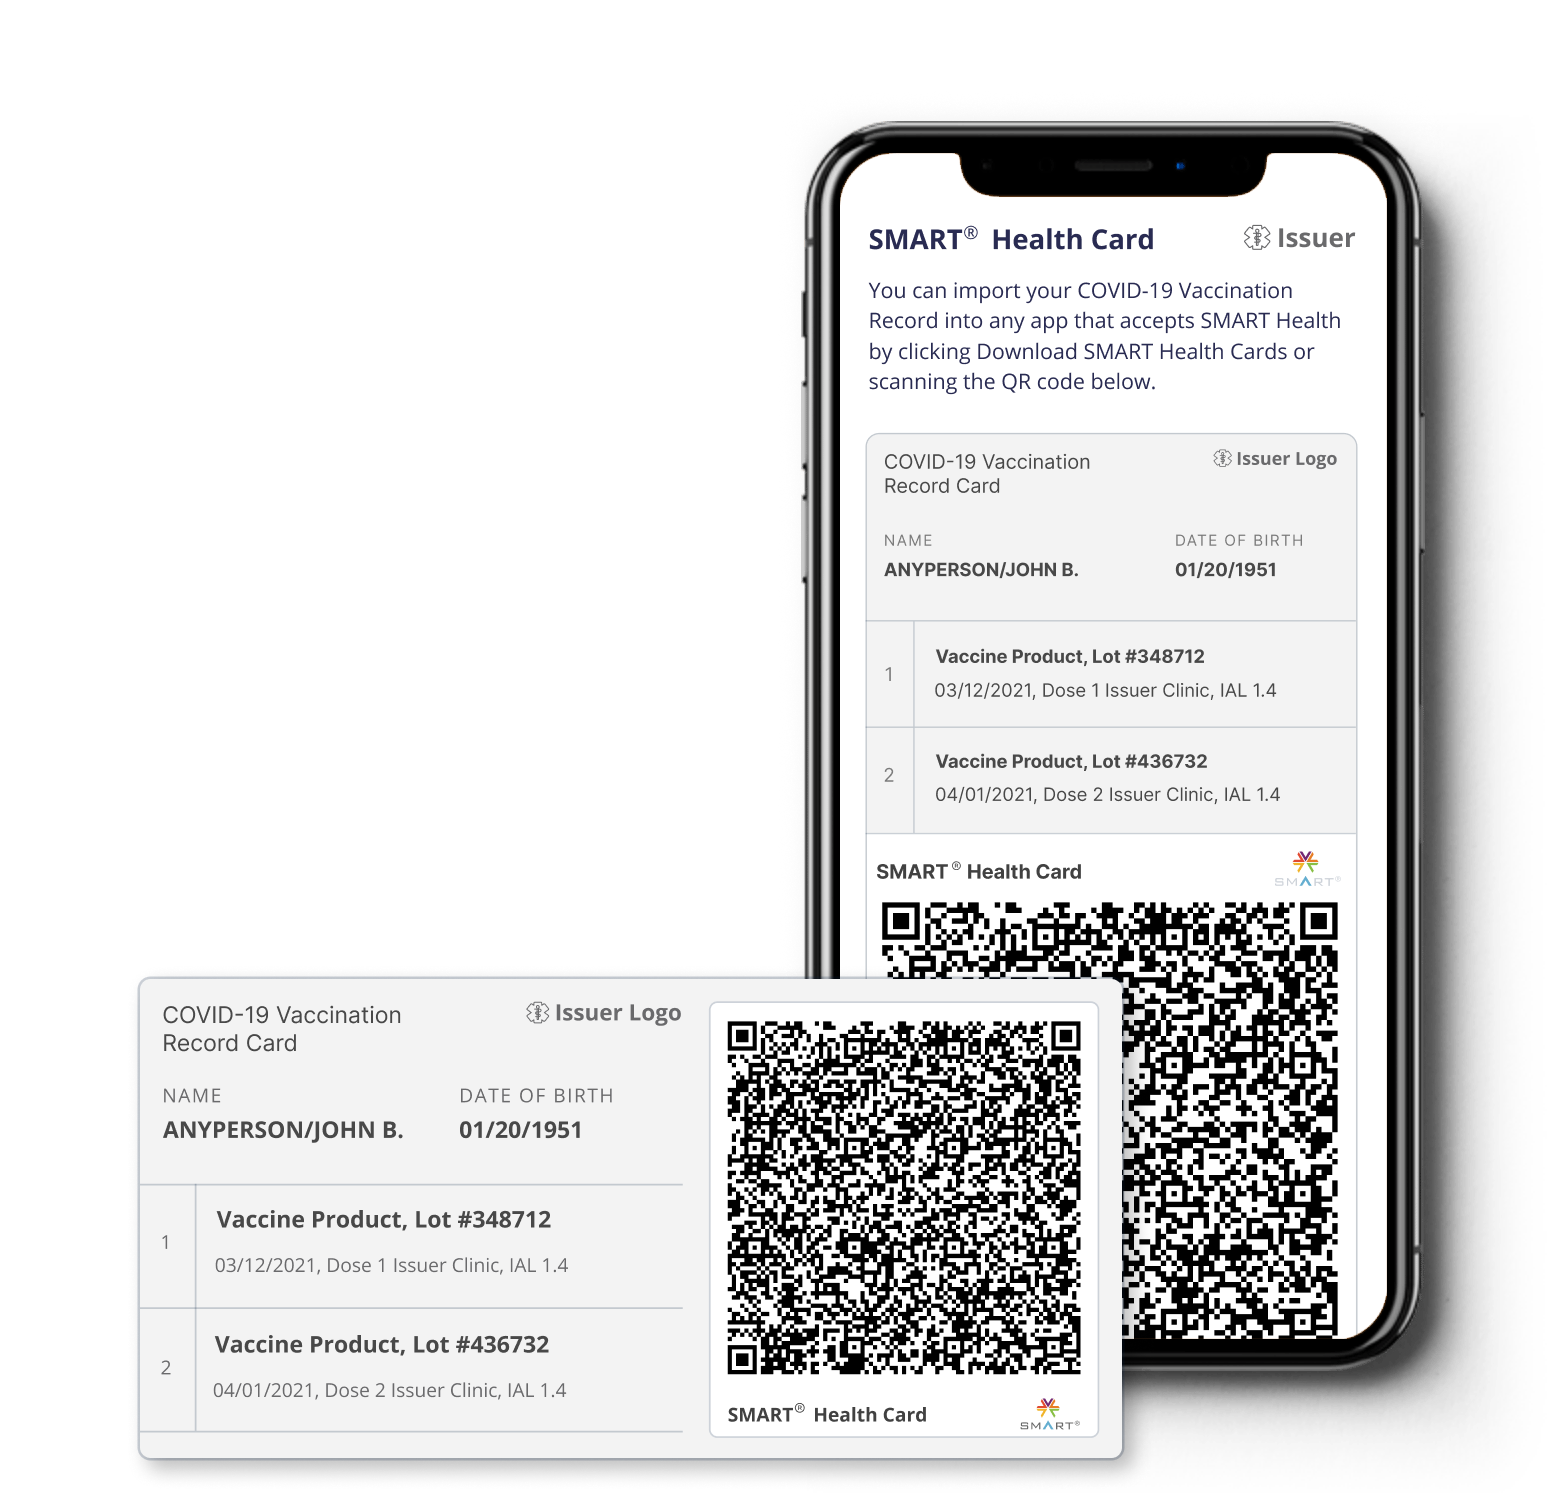 SMART® Health Card
Issuer
You can import your COVID-19 Vaccination
Record into any app that accepts SMART Health
by clicking Download SMART Health Cards or
scanning the QR code below.
COVID-19 Vaccination
Record Card
Issuer Logo
NAME
DATE OF BIRTH
ANYPERSON/JOHN B.
01/20/1951
1
Vaccine Product, Lot #348712
03/12/2021, Dose 1 Issuer Clinic, IAL 1.4
2
Vaccine Product, Lot #436732
04/01/2021, Dose 2 Issuer Clinic, IAL 1.4
SMART® Health Card
SMART®
COVID-19 Vaccination
Record Card
Issuer Logo
NAME
DATE OF BIRTH
ANYPERSON/JOHN B.
01/20/1951
1
Vaccine Product, Lot #348712
03/12/2021, Dose 1 Issuer Clinic, IAL 1.4
2
Vaccine Product, Lot #436732
04/01/2021, Dose 2 Issuer Clinic, IAL 1.4
SMART® Health Card
SMART®